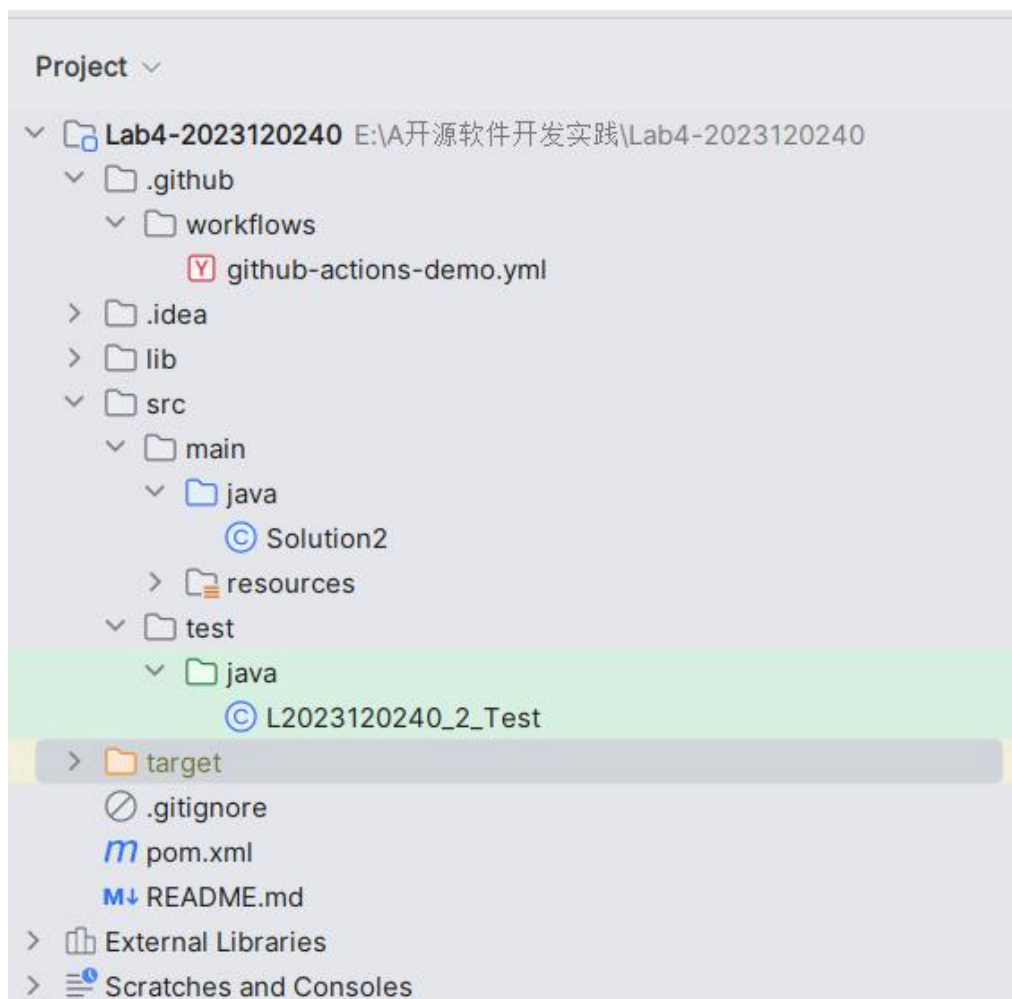 Project
Lab4-2023120240 E:\A开源软件开发实践\Lab4-2023120240
.github
workflows
github-actions-demo.yml
.idea
lib
src
main
java
Solution2
resources
test
java
L2023120240_2_Test
target
.gitignore
pom.xml
README.md
External Libraries
Scratches and Consoles